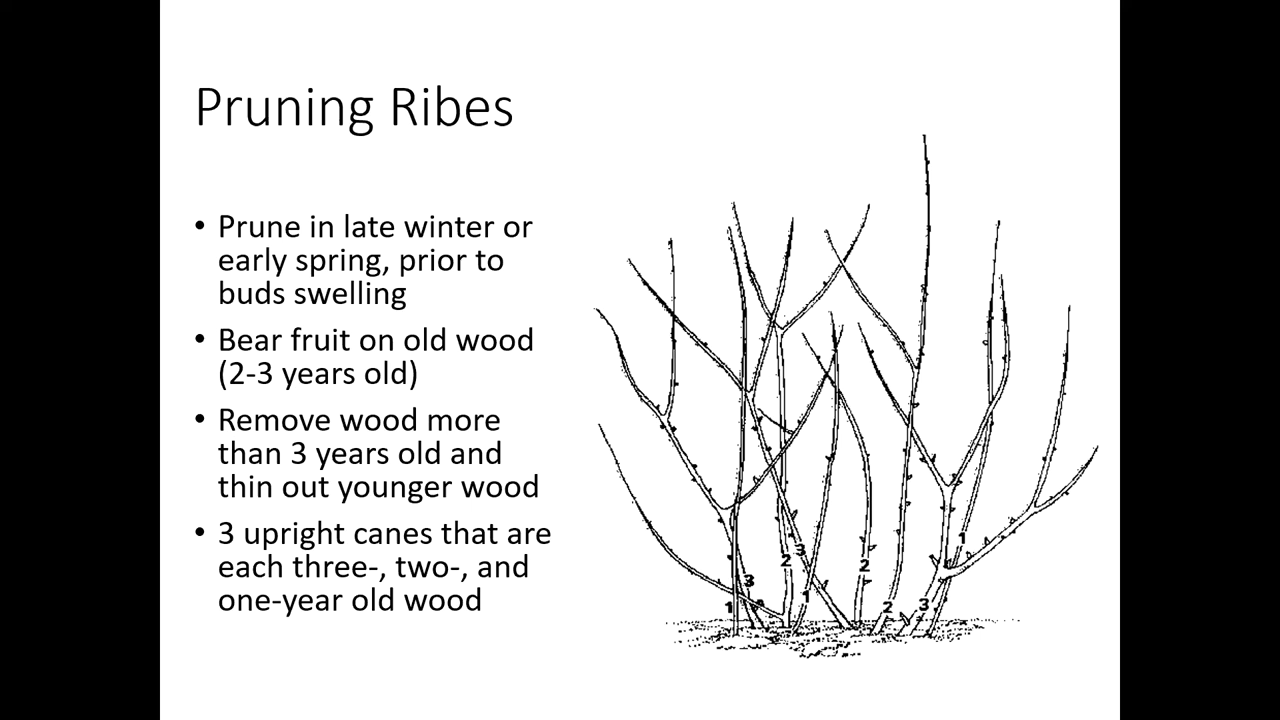 Pruning Ribes
• Prune in late winter or
early spring, prior to
buds swelling
• Bear fruit on old wood
(2-3 years old)
• Remove wood more
than 3 years old and
thin out younger wood
• 3 upright canes that are
each three-, two-, and
one-year old wood
1
3
2
3
1
2
2
3
1